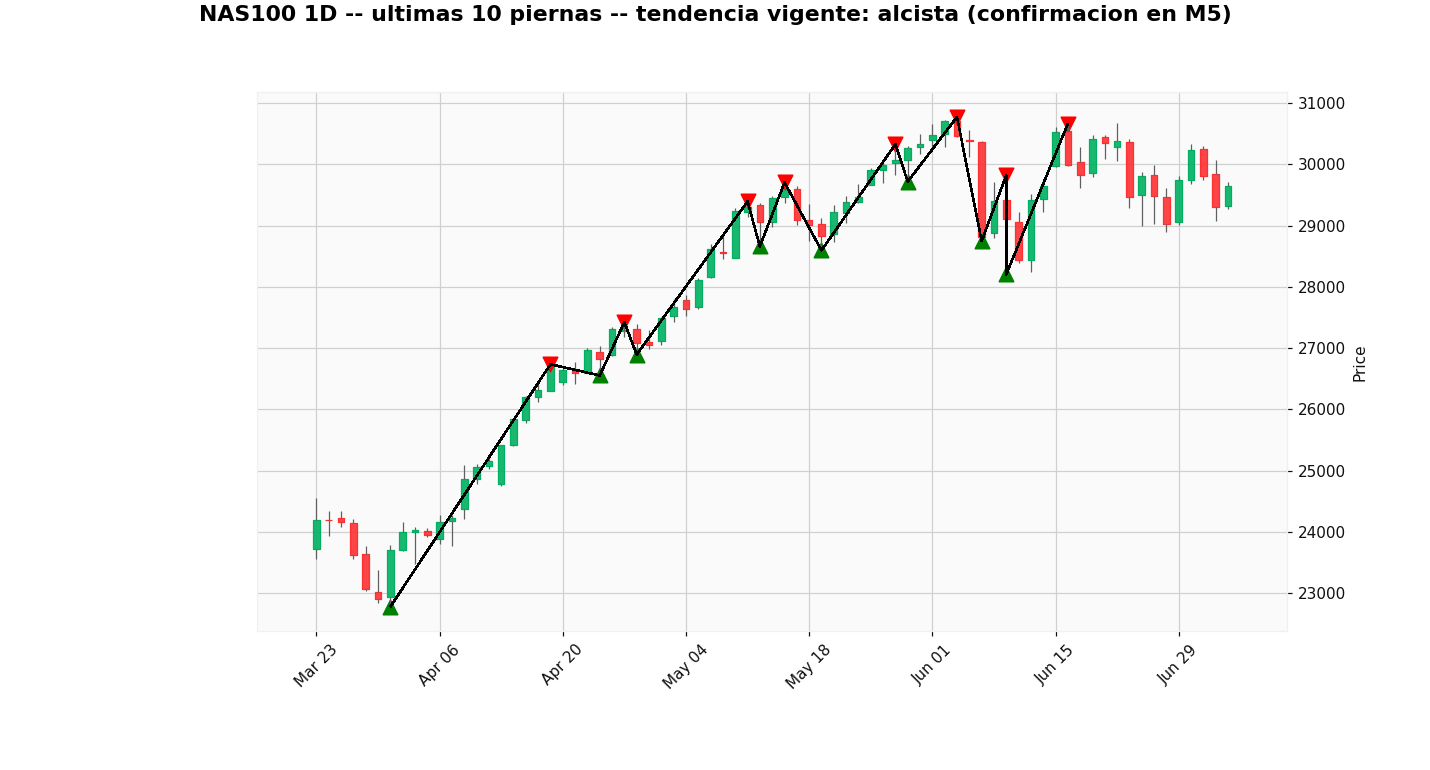 NAS100 1D -- ultimas 10 piernas -- tendencia vigente: alcista (confirmacion en M5)
31000
30000
29000
28000
27000
26000
25000
24000
23000
Price
Mar 23
Apr 06
Apr 20
May 04
May 18
Jun 01
Jun 15
Jun 29